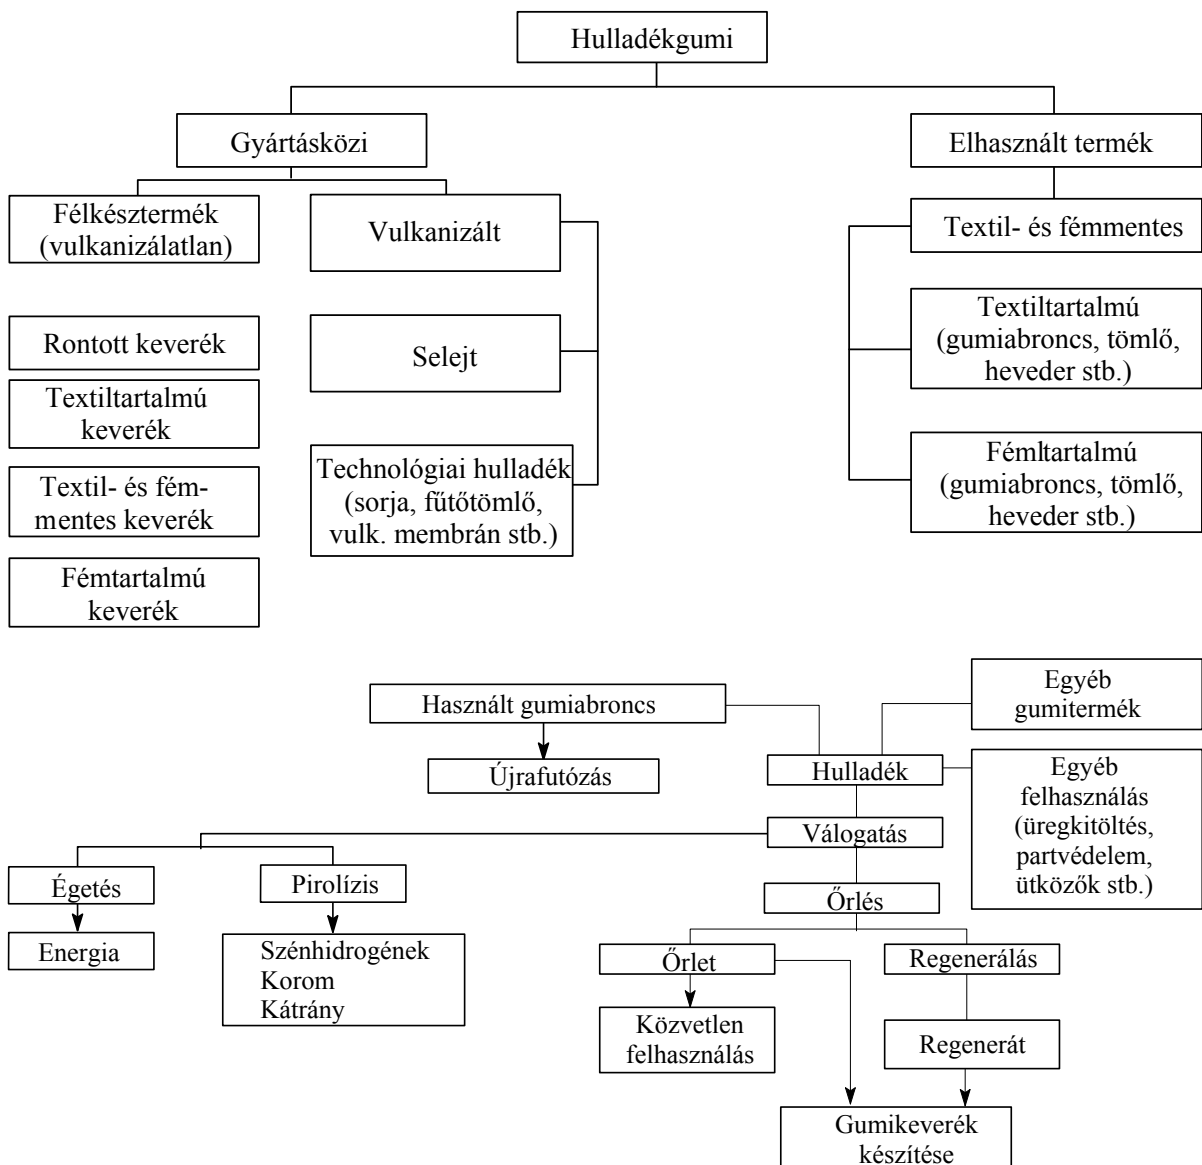 Hulladékgumi
Gyártásközi
Elhasznált termék
Félkésztermék
(vulkanizálatlan)
Vulkanizált
Textil- és fémmentes
Rontott keverék
Selejt
Textiltartalmú
(gumiabroncs, tömlő,
heveder stb.)
Textiltartalmú
keverék
Technológiai hulladék
(sorja, fűtőtömlő,
vulk. membrán stb.)
Fémltartalmú
(gumiabroncs, tömlő,
heveder stb.)
Textil- és fém-
mentes keverék
Fémtartalmú
keverék
Használt gumiabroncs
Egyéb
gumitermék
Újrafutózás
Hulladék
Egyéb
felhasználás
(üregkitöltés,
partvédelem,
ütközők stb.)
Válogatás
Égetés
Pirolízis
Őrlés
Energia
Szénhidrogének
Korom
Kátrány
Őrlet
Regenerálás
Közvetlen
felhasználás
Regenerát
Gumikeverék
készítése